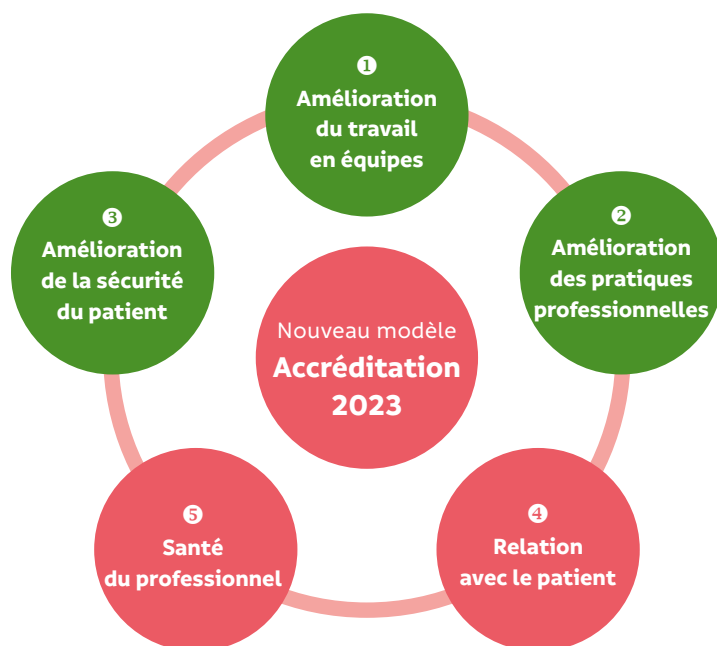 ❶
Amélioration
du travail
en équipes
❷
Amélioration
des pratiques
professionnelles
❸
Amélioration
de la sécurité
du patient
Nouveau modèle
Accréditation
2023
❹
Relation
avec le patient
❺
Santé
du professionnel